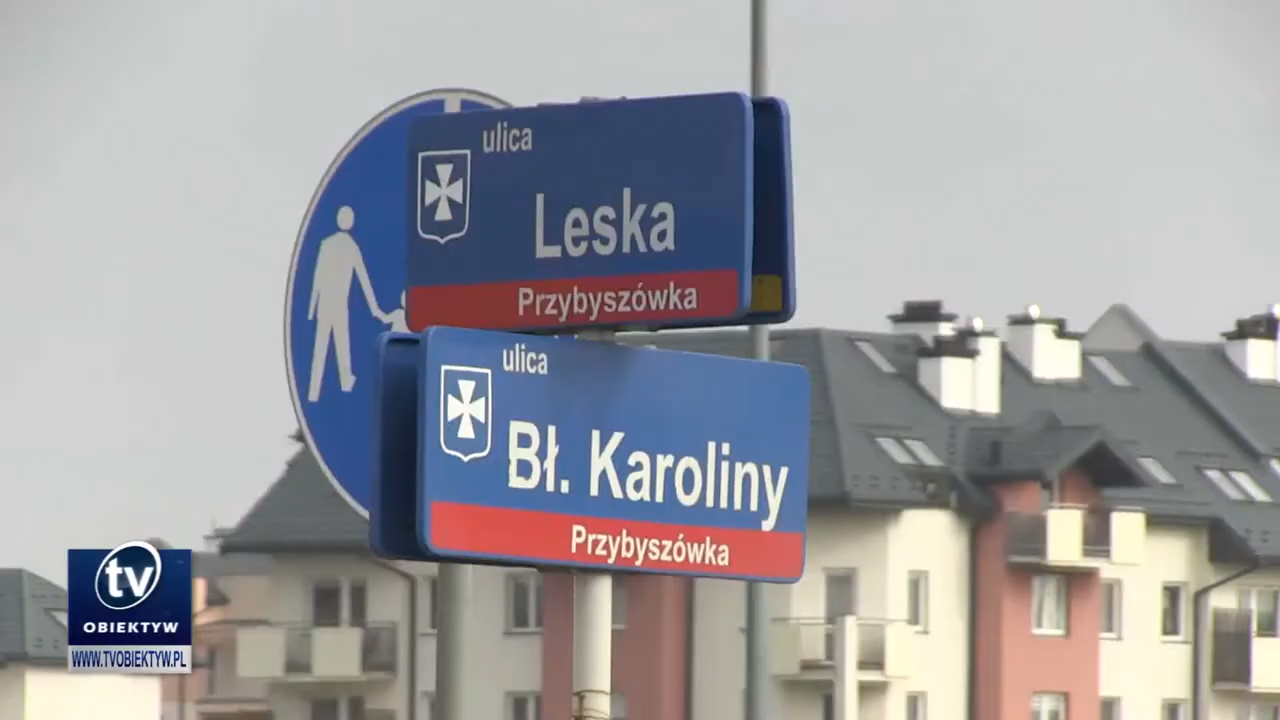 ulica
Leska
Przybyszówka
ulica
Bł. Karoliny
Przybyszówka
tv
OBIEKTYW
WWW.TVOBIEKTYW.PL